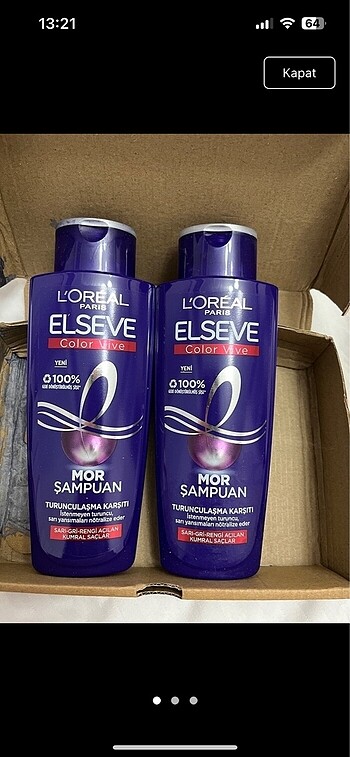 13:21
64
Kapat
L'ORÉAL
PARIS
ELSEVE
Color Vive
YENİ
100%
MOR
ŞAMPUAN
TURUNCULAŞMA KARŞITI
İstenmeyen turuncu,
sarı yansımaları nötralize eder
SARI-GRİ-RENGİ AÇILAN
KUMRAL SAÇLAR
L'ORÉAL
PARIS
ELSEVE
Color Vive
YENİ
100%
MOR
ŞAMPUAN
TURUNCULAŞMA KARŞITI
İstenmeyen turuncu,
sarı yansımaları nötralize eder
SARI-GRİ-RENGİ AÇILAN
KUMRAL SAÇLAR